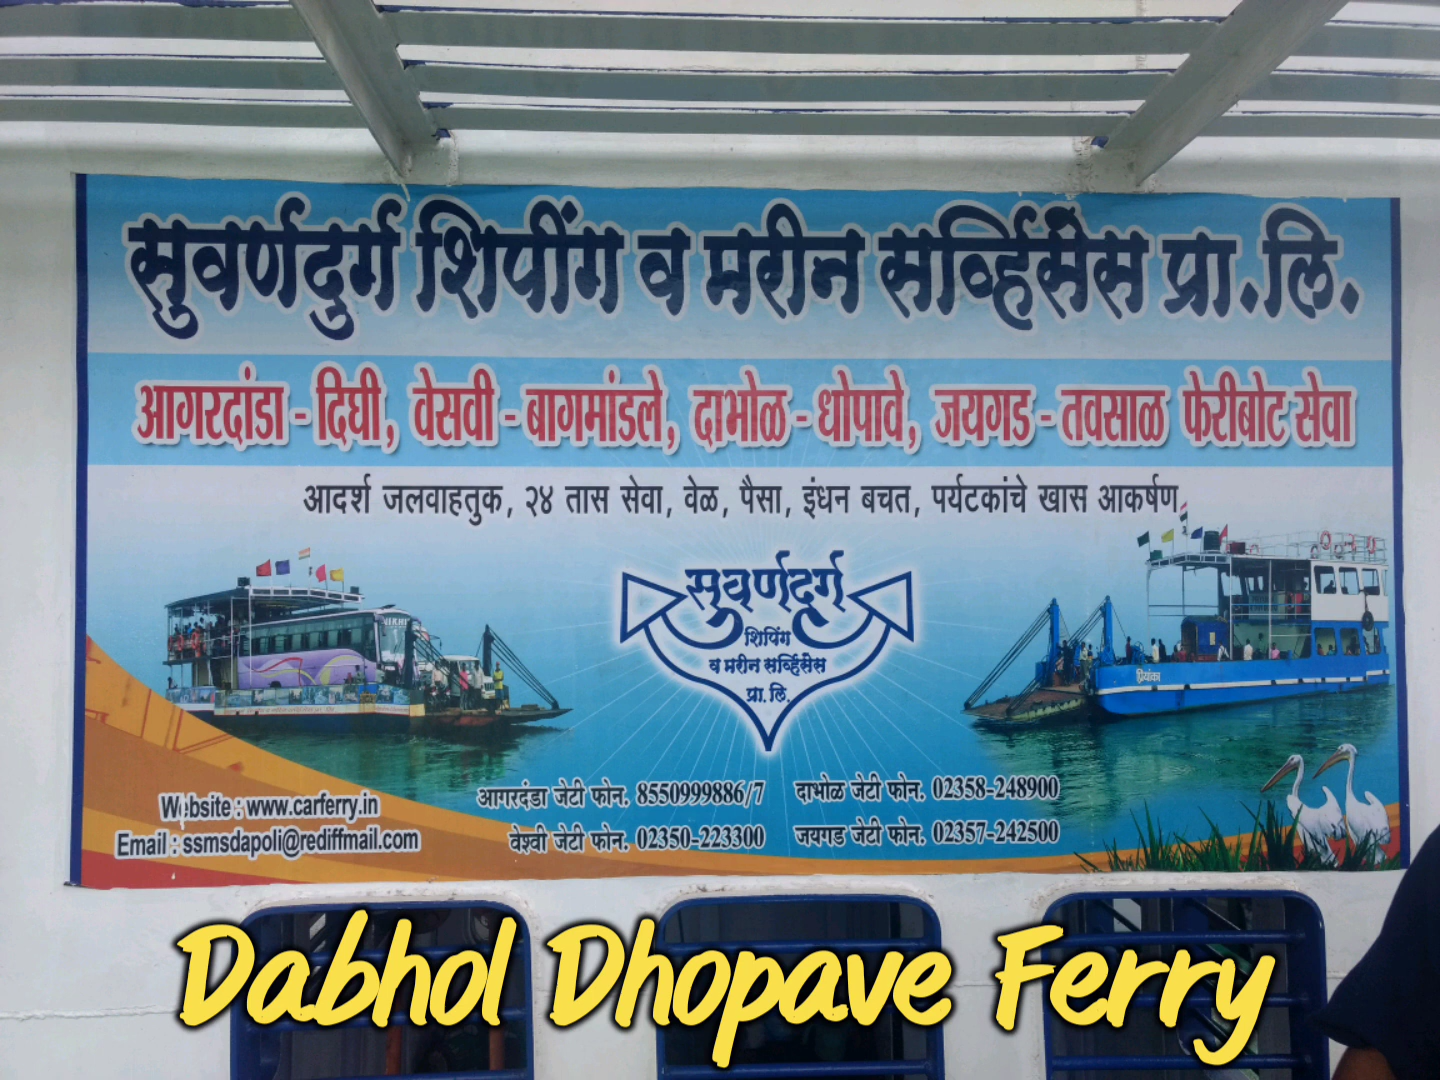 सुवर्णदुर्ग शिपींग व मरीन सर्व्हिसेस प्रा.लि.
आगरदांडा - दिघी, वेसवी - बागमांडले, दाभोळ - धोपावे, जयगड - तवसाळ फेरीबोट सेवा
आदर्श जलवाहतुक, २४ तास सेवा, वेळ, पैसा, इंधन बचत, पर्यटकांचे खास आकर्षण
सुवर्णदुर्ग
शिपिंग
व मरीन सर्व्हिसेस
प्रा. लि.
प्रियांका
आगरदंडा जेटी फोन. 8550999886/7 दाभोळ जेटी फोन. 02358-248900
Website : www.carferry.in
वेश्वी जेटी फोन. 02350-223300 जयगड जेटी फोन. 02357-242500
Email : ssmsdapoli@rediffmail.com
Dabhol Dhopave Ferry